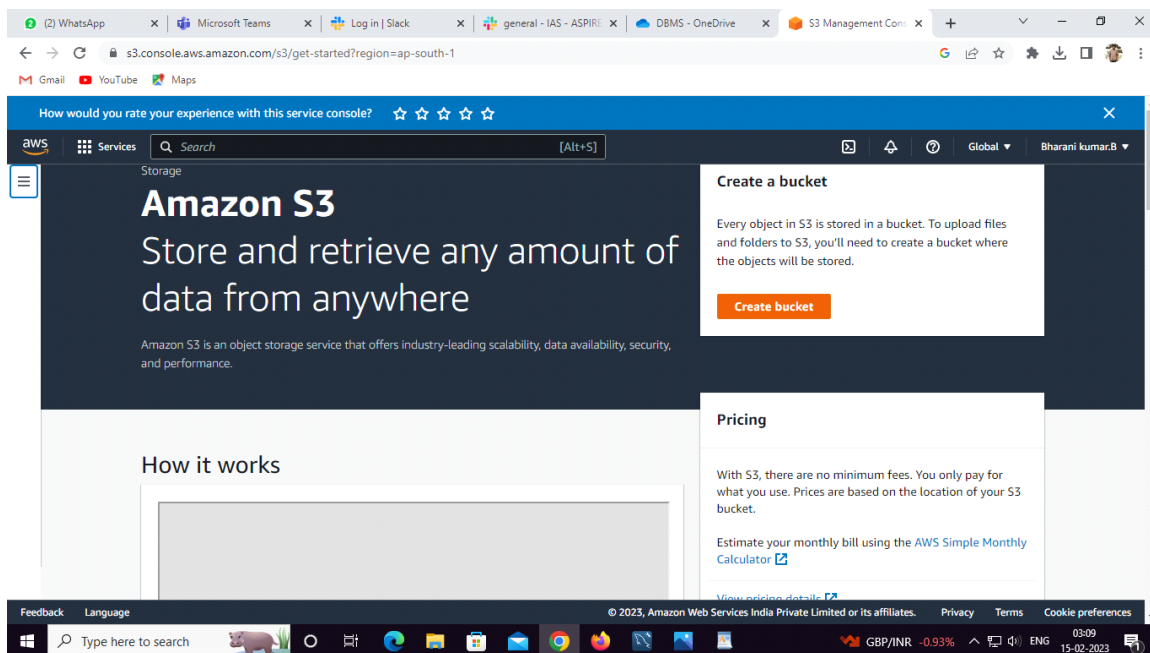 (2) WhatsApp
Microsoft Teams
Log in | Slack
general - IAS - ASPIRE
DBMS - OneDrive
S3 Management Cons
s3.console.aws.amazon.com/s3/get-started?region=ap-south-1
Gmail
YouTube
Maps
How would you rate your experience with this service console?
aws
Services
Search
[Alt+S]
Global
Bharani kumar.B
Storage
Amazon S3
Store and retrieve any amount of
data from anywhere
Amazon S3 is an object storage service that offers industry-leading scalability, data availability, security,
and performance.
Create a bucket
Every object in S3 is stored in a bucket. To upload files
and folders to S3, you'll need to create a bucket where
the objects will be stored.
Create bucket
How it works
Pricing
With S3, there are no minimum fees. You only pay for
what you use. Prices are based on the location of your S3
bucket.
Estimate your monthly bill using the AWS Simple Monthly
Calculator
View pricing details
Feedback
Language
© 2023, Amazon Web Services India Private Limited or its affiliates.
Privacy
Terms
Cookie preferences
Type here to search
GBP/INR -0.93%
ENG
03:09
15-02-2023
1